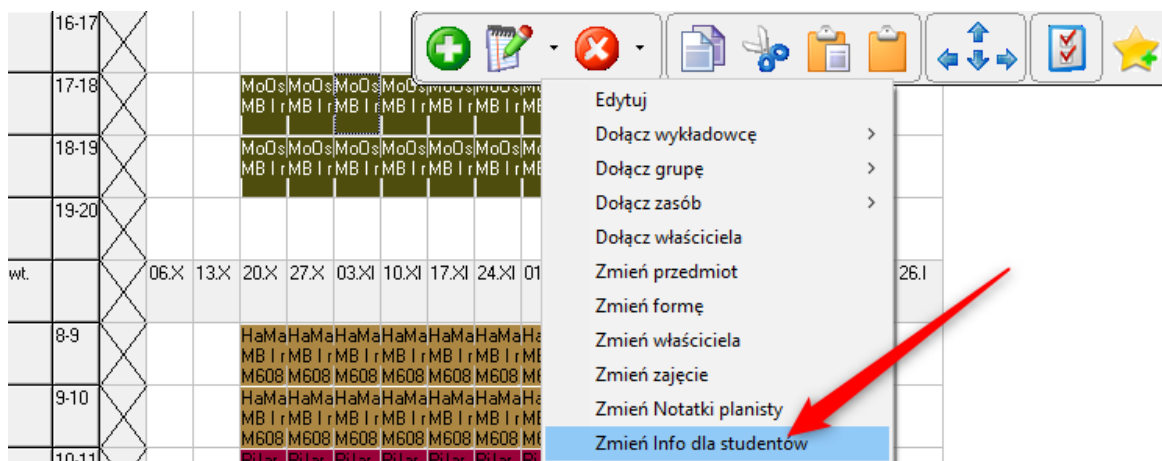 16-17
17-18 MoOs MoOs MoOs MoOs MoOs MoOs
MB I r MB I r MB I r MB I r MB I r MB I r
18-19 MoOs MoOs MoOs MoOs MoOs MoOs
MB I r MB I r MB I r MB I r MB I r MB I r
19-20
wt. 06.X 13.X 20.X 27.X 03.XI 10.XI 17.XI 24.XI 01 26.I
8-9 HaMa HaMa HaMa HaMa HaMa HaMa Ha
MB I r MB I r MB I r MB I r MB I r MB I r
M608 M608 M608 M608 M608 M608
9-10 HaMa HaMa HaMa HaMa HaMa HaMa Ha
MB I r MB I r MB I r MB I r MB I r MB I r
M608 M608 M608 M608 M608 M608
10-11
Edytuj
Dołącz wykładowcę
Dołącz grupę
Dołącz zasób
Dołącz właściciela
Zmień przedmiot
Zmień formę
Zmień właściciela
Zmień zajęcie
Zmień Notatki planisty
Zmień Info dla studentów